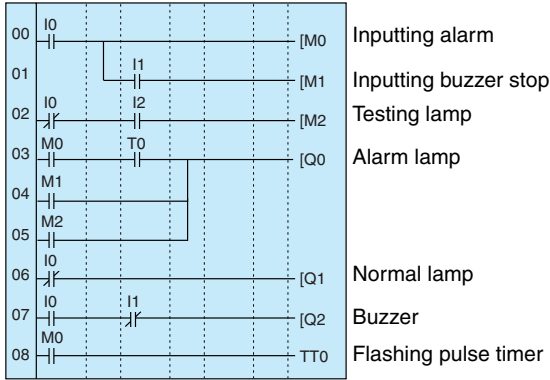 I0
00 [M0 Inputting alarm
I1
01 [M1 Inputting buzzer stop
I0 I2
02 [M2 Testing lamp
M0 T0
03 [Q0 Alarm lamp
M1
04
M2
05
I0
06 [Q1 Normal lamp
I0 I1
07 [Q2 Buzzer
M0
08 TT0 Flashing pulse timer